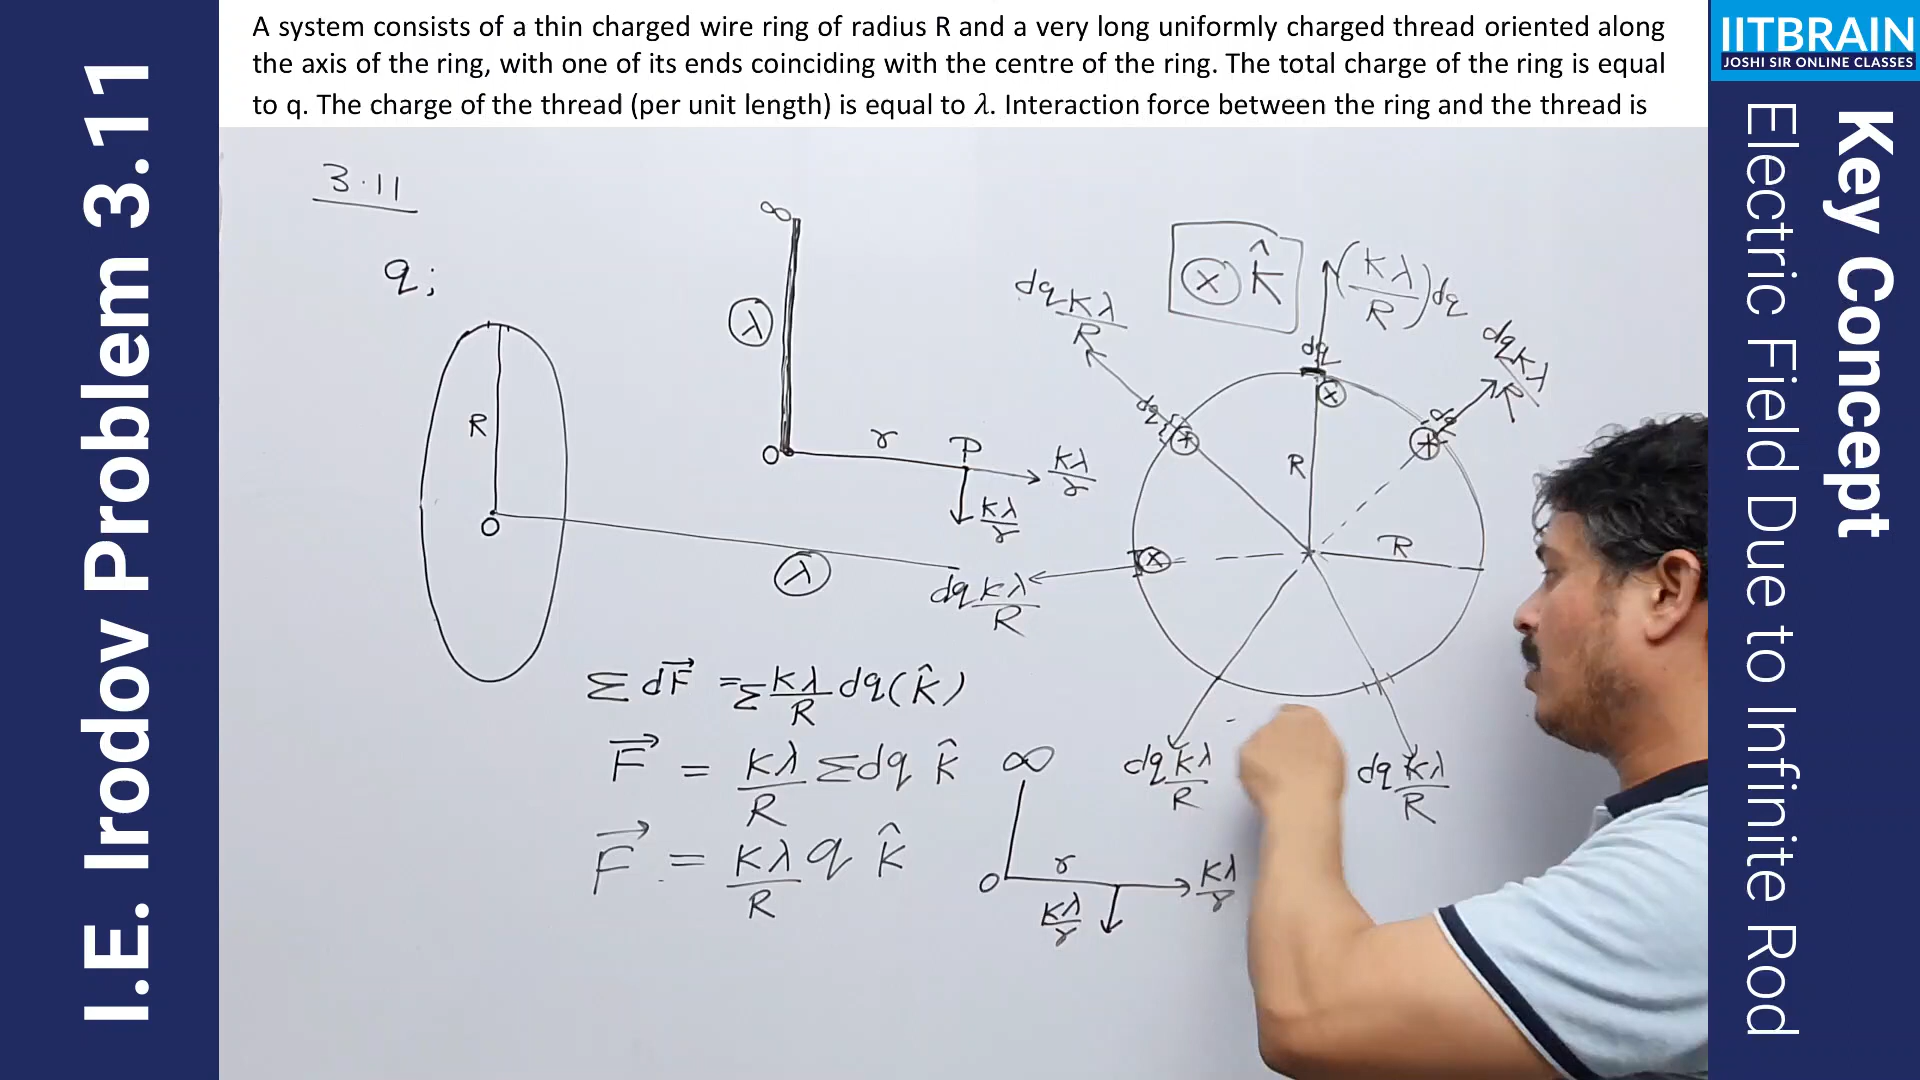 A system consists of a thin charged wire ring of radius R and a very long uniformly charged thread oriented along
the axis of the ring, with one of its ends coinciding with the centre of the ring. The total charge of the ring is equal
to q. The charge of the thread (per unit length) is equal to λ. Interaction force between the ring and the thread is
IITBRAIN
JOSHI SIR ONLINE CLASSES
I.E. Irodov Problem 3.11
Key Concept
Electric Field Due to Infinite Rod
3.11
q;
R
O
λ
∞
λ
O
r
P
kλ/r
kλ/r
⊗ k̂
(kλ/R)dq
dq kλ/R
dq
dq
dq
R
R
dq kλ/R
dq kλ/R
dq kλ/R
Σ dF⃗ = Σ kλ/R dq(k̂)
F⃗ = kλ/R Σdq k̂
F⃗ = kλ/R q k̂
∞
O
r
kλ/r
kλ/r